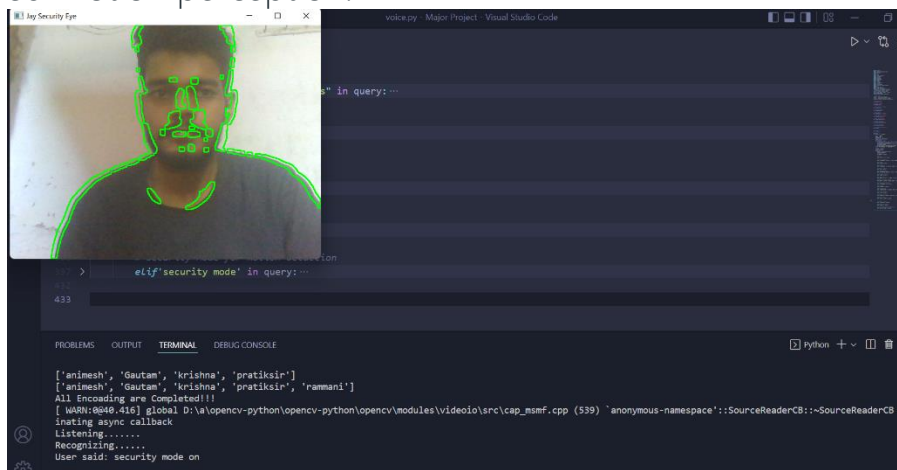 Jay Security Eye
voice.py - Major Project - Visual Studio Code
s" in query: ···
elif'security mode' in query: ···
432
433
PROBLEMS OUTPUT TERMINAL DEBUG CONSOLE
Python
['animesh', 'Gautam', 'krishna', 'pratiksir']
['animesh', 'Gautam', 'krishna', 'pratiksir', 'rammani']
All Encoading are Completed!!!
[ WARN:0@40.416] global D:\a\opencv-python\opencv-python\opencv\modules\videoio\src\cap_msmf.cpp (539) `anonymous-namespace'::SourceReaderCB::~SourceReaderCB
inating async callback
Listening.......
Recognizing......
User said: security mode on